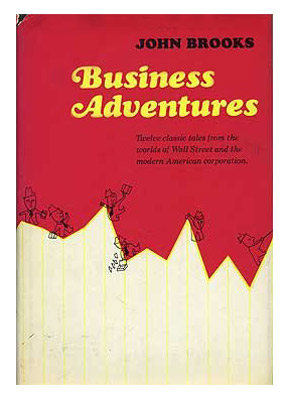 JOHN BROOKS
Business
Adventures
Twelve classic tales from the
worlds of Wall Street and the
modern American corporation.